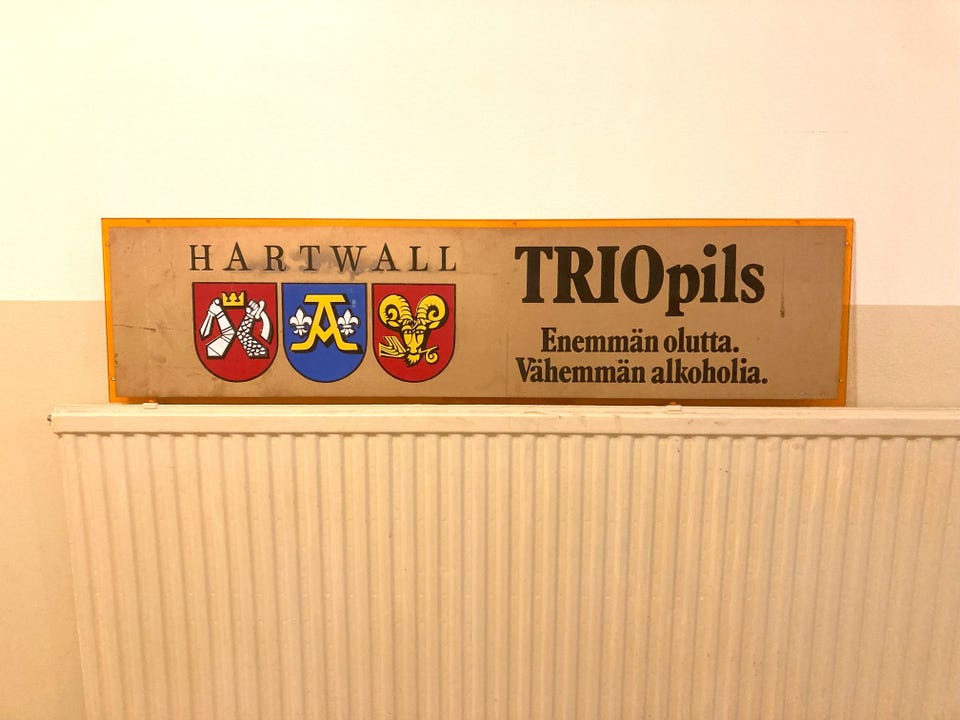 HARTWALL
A
TRIOpils
Enemmän olutta.
Vähemmän alkoholia.